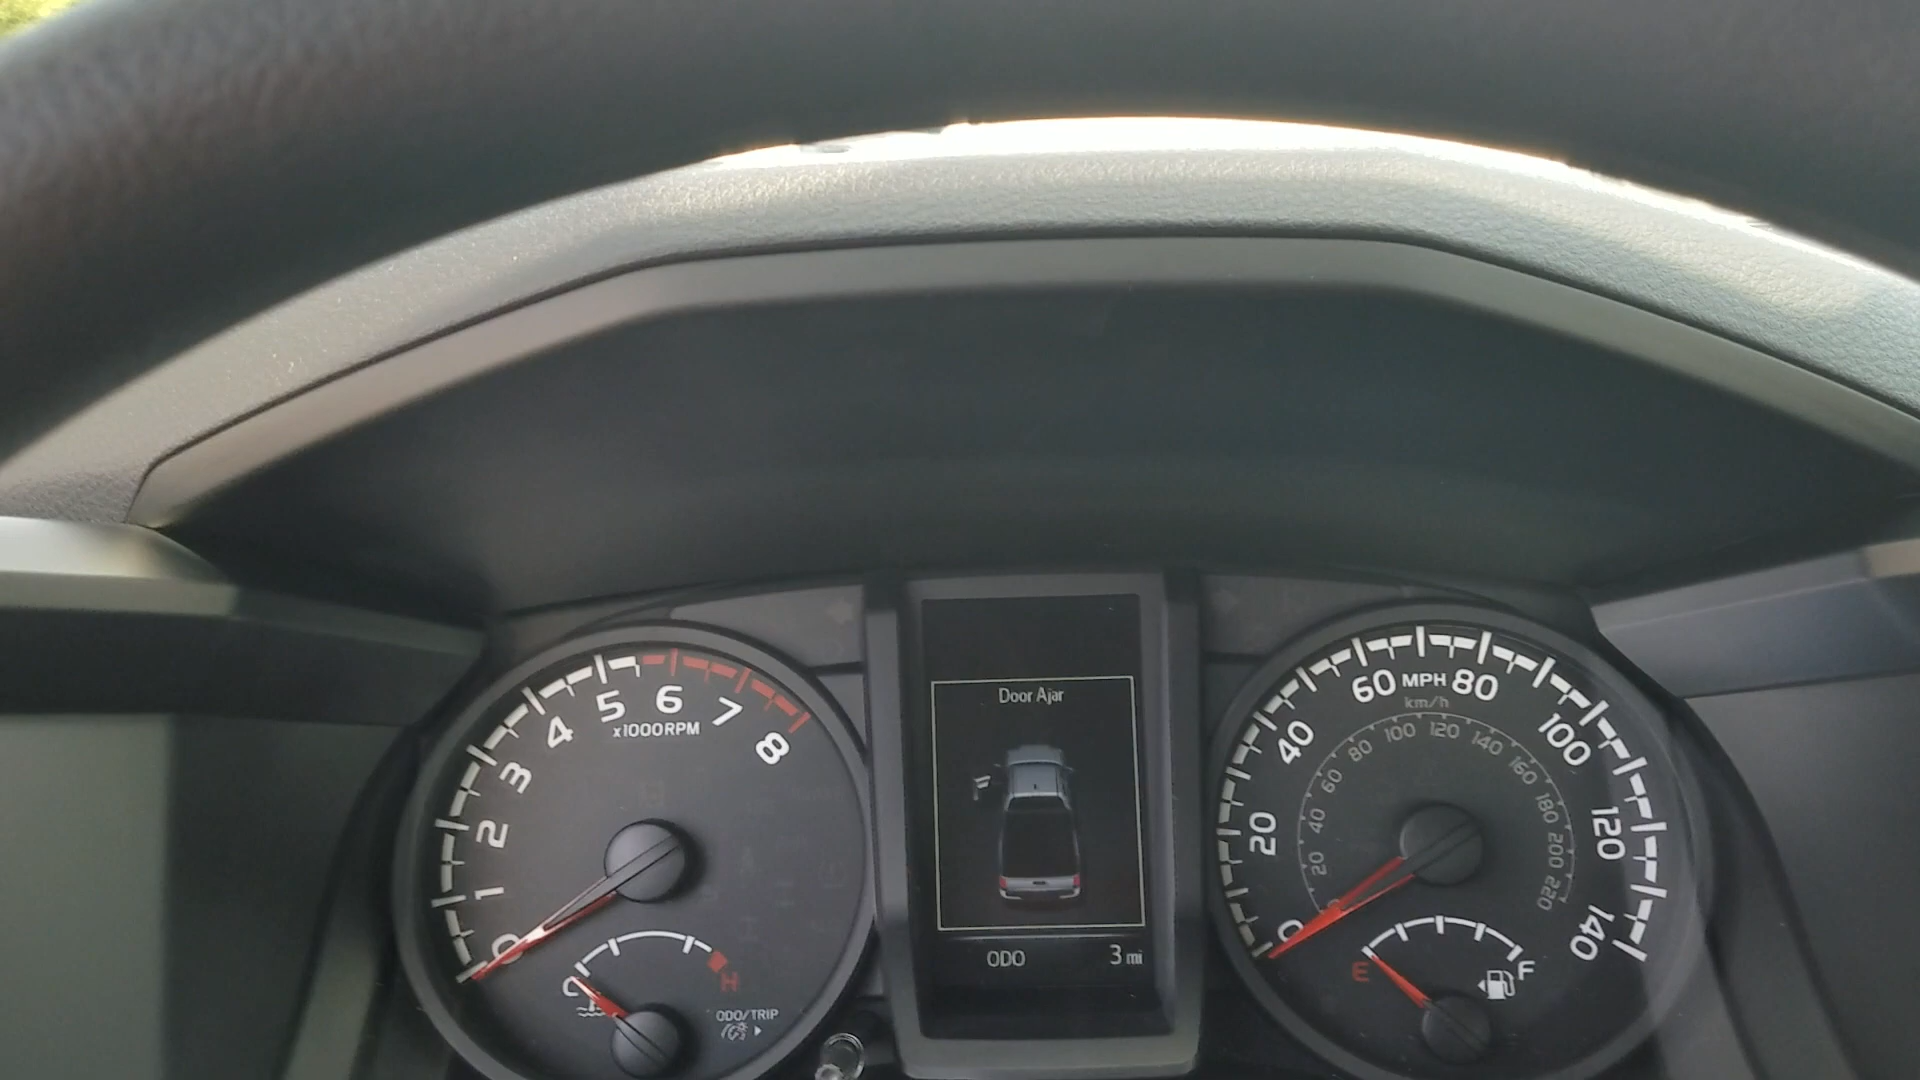 0 1 2 3 4 5 6 7 8
x1000RPM
C H
ODO/TRIP
Door Ajar
ODO 3 mi
0 20 40 60 MPH 80 100 120 140
km/h
20 40 60 80 100 120 140 160 180 200 220
E F